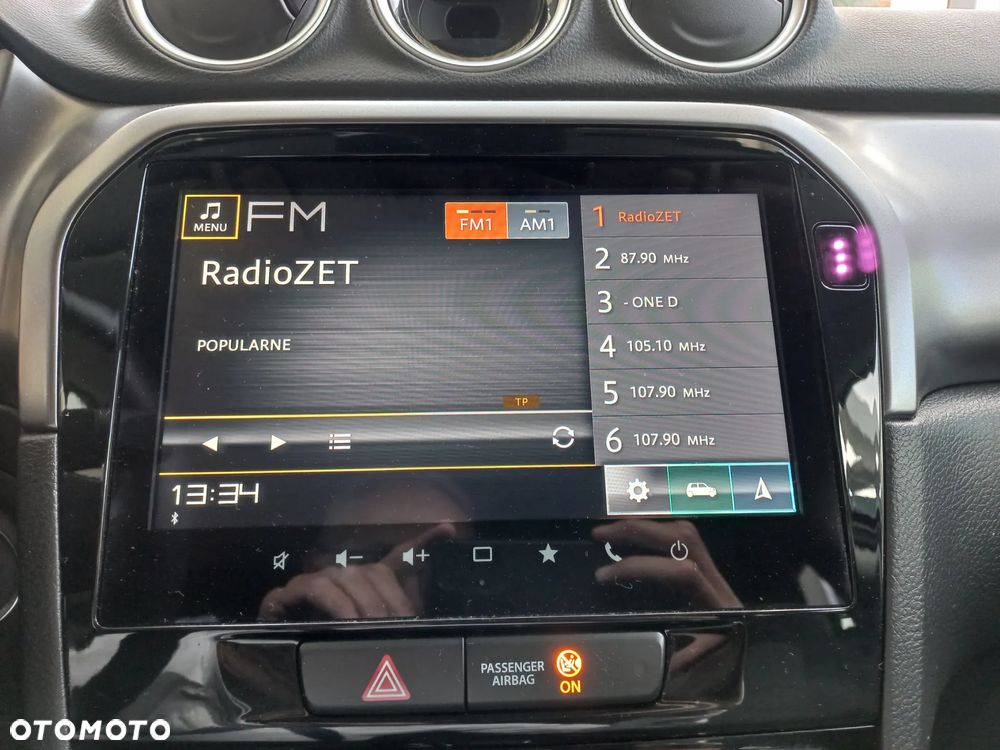 MENU
FM
FM1
AM1
RadioZET
POPULARNE
TP
1 RadioZET
2 87.90 MHz
3 - ONE D
4 105.10 MHz
5 107.90 MHz
6 107.90 MHz
13:34
PASSENGER
AIRBAG
ON
OTOMOTO